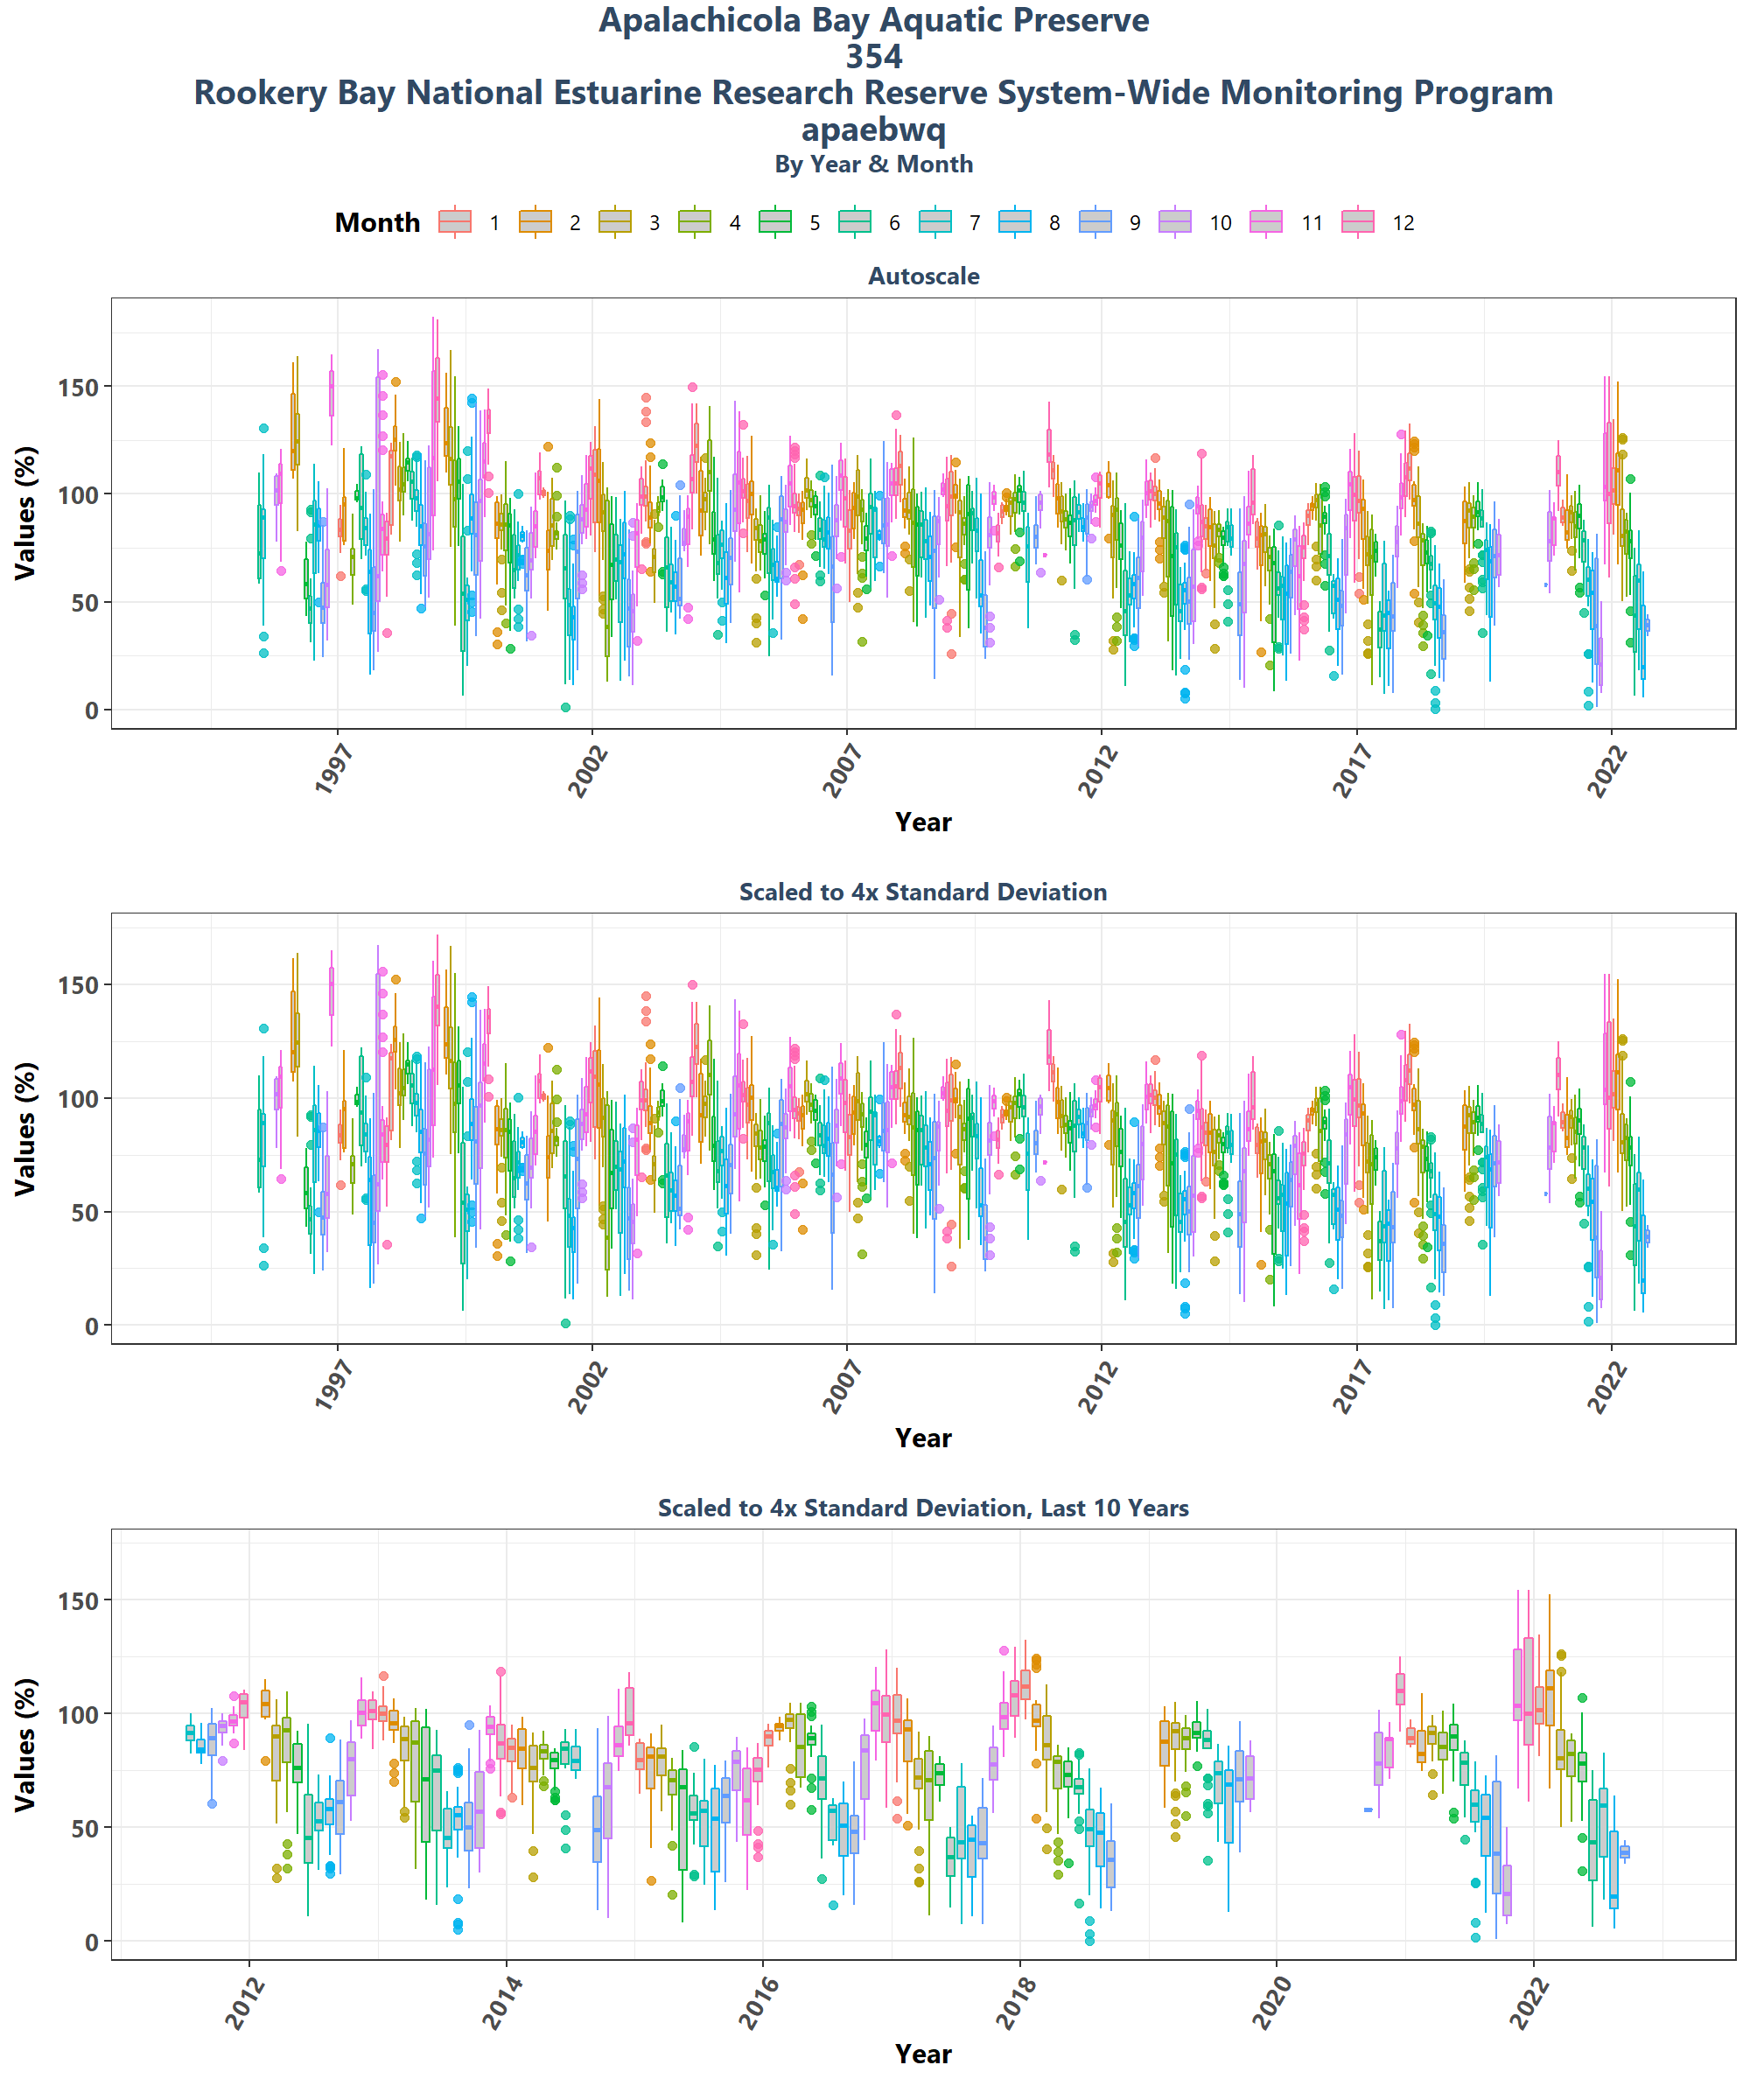 Apalachicola Bay Aquatic Preserve
354
Rookery Bay National Estuarine Research Reserve System-Wide Monitoring Program
apaebwq
By Year & Month
Month 1 2 3 4 5 6 7 8 9 10 11 12
Autoscale
Values (%)
150
100
50
0
1997 2002 2007 2012 2017 2022
Year
Scaled to 4x Standard Deviation
Values (%)
150
100
50
0
1997 2002 2007 2012 2017 2022
Year
Scaled to 4x Standard Deviation, Last 10 Years
Values (%)
150
100
50
0
2012 2014 2016 2018 2020 2022
Year